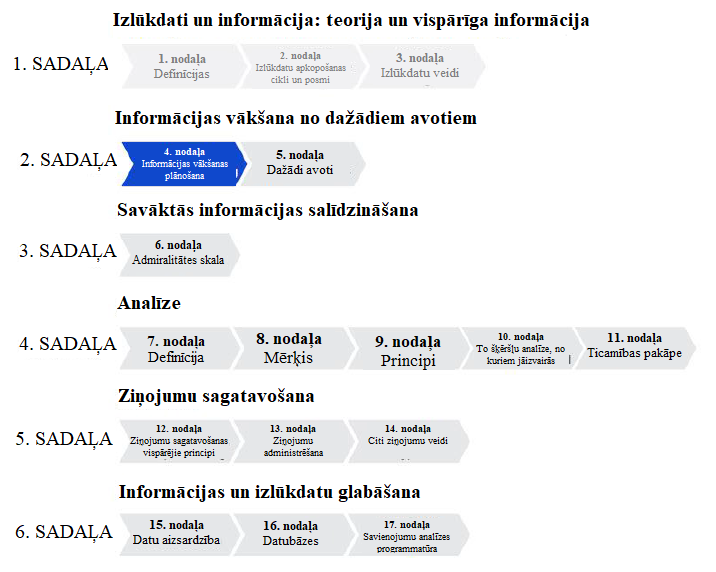 Izlūkdati un informācija: teorija un vispārīga informācija
1. SADAĻA
1. nodaļa
Definīcijas
2. nodaļa
Izlūkdatu apkopošanas
cikli un posmi
3. nodaļa
Izlūkdatu veidi
Informācijas vākšana no dažādiem avotiem
2. SADAĻA
4. nodaļa
Informācijas vākšanas
plānošana
5. nodaļa
Dažādi avoti
Savāktās informācijas salīdzināšana
3. SADAĻA
6. nodaļa
Admiralitātes skala
Analīze
4. SADAĻA
7. nodaļa
Definīcija
8. nodaļa
Mērķis
9. nodaļa
Principi
10. nodaļa
To šķēršļu analīze, no
kuriem jāizvairās
11. nodaļa
Ticamības pakāpe
Ziņojumu sagatavošana
5. SADAĻA
12. nodaļa
Ziņojumu sagatavošanas
vispārējie principi
13. nodaļa
Ziņojumu
administrēšana
14. nodaļa
Citi ziņojumu veidi
Informācijas un izlūkdatu glabāšana
6. SADAĻA
15. nodaļa
Datu aizsardzība
16. nodaļa
Datubāzes
17. nodaļa
Savienojumu analīzes
programmatūra